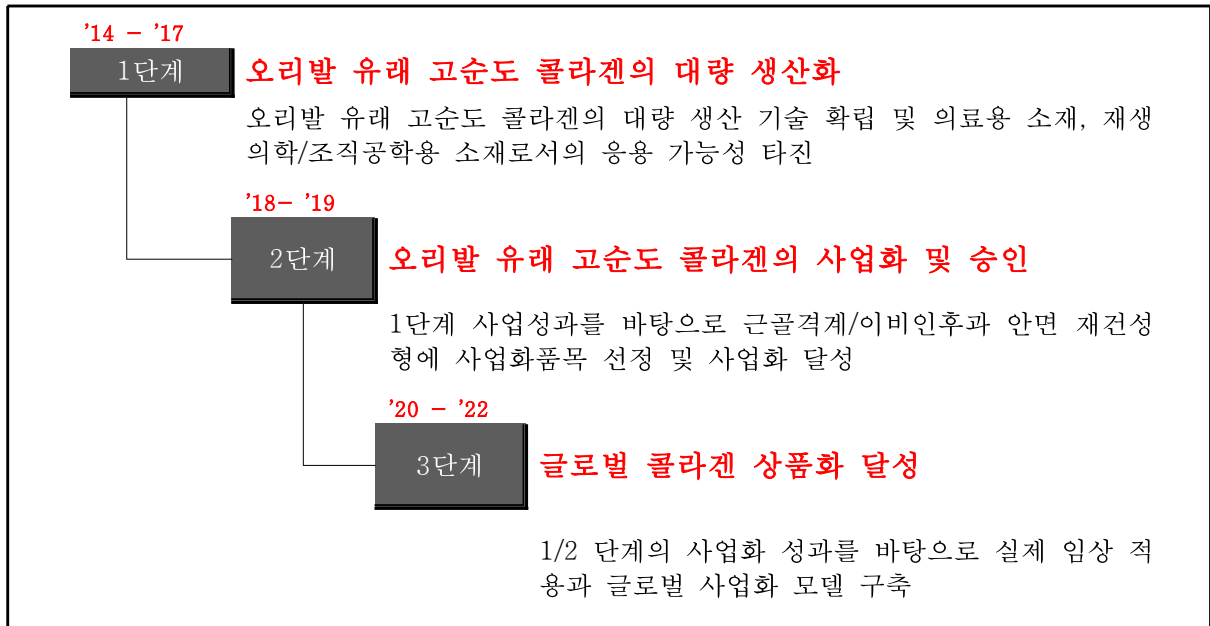 '14 - '17
1단계
오리발 유래 고순도 콜라겐의 대량 생산화
오리발 유래 고순도 콜라겐의 대량 생산 기술 확립 및 의료용 소재, 재생
의학/조직공학용 소재로서의 응용 가능성 타진
'18- '19
2단계
오리발 유래 고순도 콜라겐의 사업화 및 승인
1단계 사업성과를 바탕으로 근골격계/이비인후과 안면 재건성
형에 사업화품목 선정 및 사업화 달성
'20 - '22
3단계
글로벌 콜라겐 상품화 달성
1/2 단계의 사업화 성과를 바탕으로 실제 임상 적
용과 글로벌 사업화 모델 구축